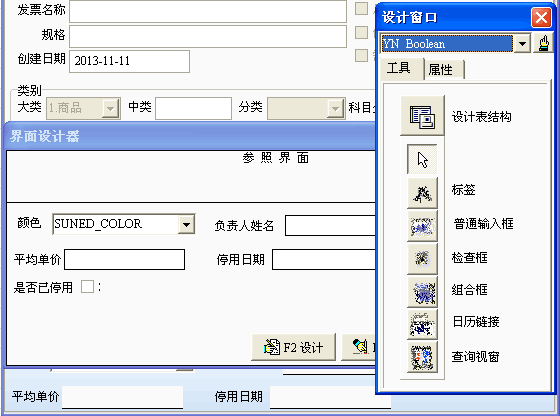 发票名称
规格
创建日期 2013-11-11
类别
大类 1.商品 中类 分类 科目
界面设计器
参 照 界 面
颜色 SUNED_COLOR 负责人姓名
平均单价 停用日期
是否已停用 :
F2 设计
平均单价 停用日期
设计窗口
YN_Boolean
工具 属性
设计表结构
标签
普通输入框
检查框
组合框
日历链接
查询视窗